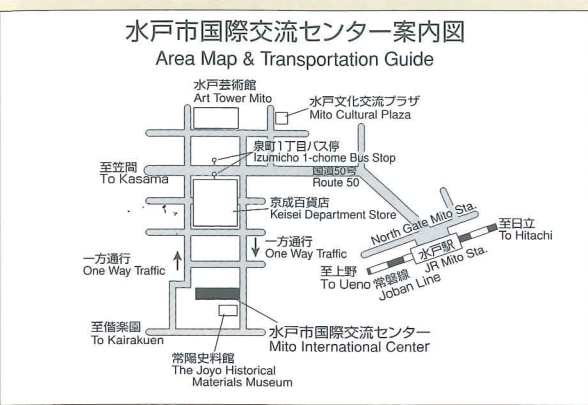 水戸市国際交流センター案内図
Area Map & Transportation Guide
水戸芸術館
Art Tower Mito
水戸文化交流プラザ
Mito Cultural Plaza
泉町1丁目バス停
Izumicho 1-chome Bus Stop
至笠間
To Kasama
国道50号
Route 50
京成百貨店
Keisei Department Store
North Gate Mito Sta.
至日立
To Hitachi
水戸駅
JR Mito Sta.
一方通行
One Way Traffic
一方通行
One Way Traffic
至上野
To Ueno
常磐線
Joban Line
至偕楽園
To Kairakuen
水戸市国際交流センター
Mito International Center
常陽史料館
The Joyo Historical
Materials Museum